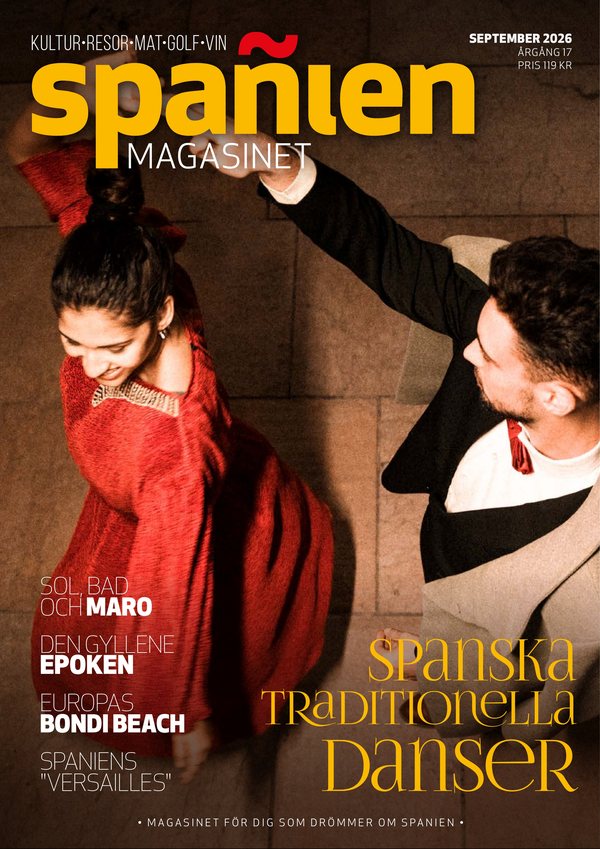 KULTUR•RESOR•MAT•GOLF•VIN
SEPTEMBER 2026
ÅRGÅNG 17
PRIS 119 KR
spañien
MAGASINET
SOL, BAD
OCH MARO
DEN GYLLENE
EPOKEN
EUROPAS
BONDI BEACH
SPANIENS
"VERSAILLES"
SPANSKA
TRADITIONELLA
DANSER
• MAGASINET FÖR DIG SOM DRÖMMER OM SPANIEN •